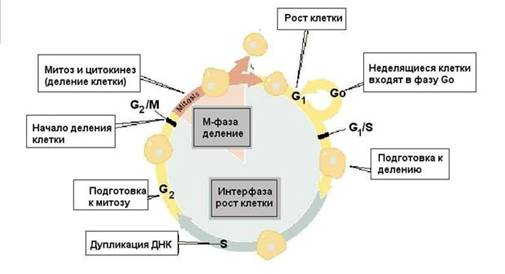 Рост клетки
Митоз и цитокинез
(деление клетки)
Mitosis
G1
Go
Неделящиеся клетки
входят в фазу Go
G2/M
М-фаза
деление
G1/S
Начало деления
клетки
Подготовка к
делению
Подготовка
к митозу
G2
Интерфаза
рост клетки
Дупликация ДНК
S